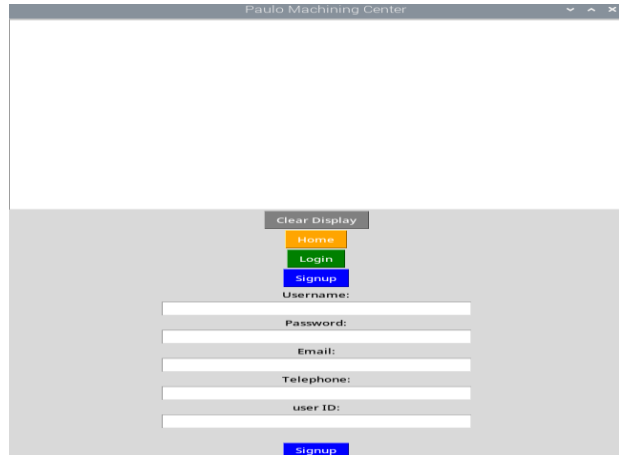 Paulo Machining Center
Clear Display
Home
Login
Signup
Username:
Password:
Email:
Telephone:
user ID:
Signup